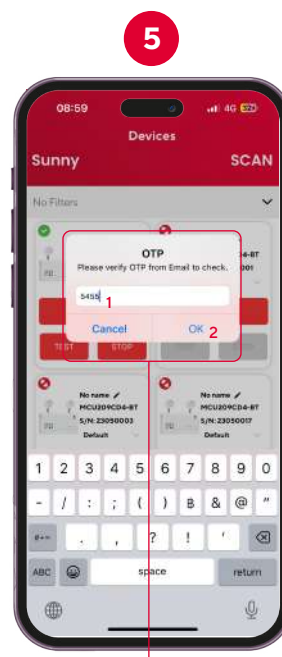 5
08:59 4G
Devices
Sunny SCAN
No Filters
OTP
Please verify OTP from Email to check.
5455 1
Cancel OK 2
TEST STOP
No name No name
MCU209CD4-BT MCU209CD4-BT
S/N: 23050003 S/N: 23050017
Default Default
1 2 3 4 5 6 7 8 9 0
- / : ; ( ) ฿ & @ "
#+= . , ? ! '
ABC space return